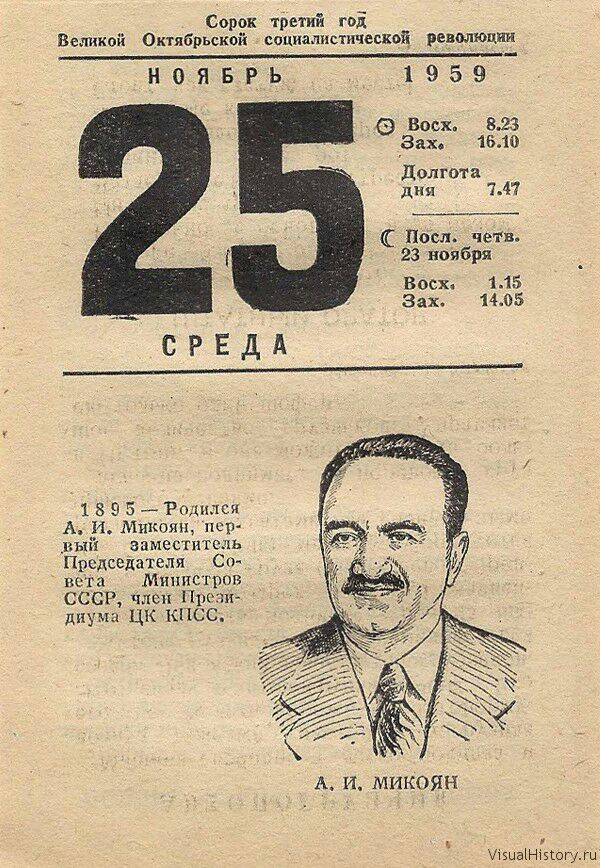 Сорок третий год
Великой Октябрьской социалистической революции
НОЯБРЬ 1959
25
Восх. 8.23
Зах. 16.10
Долгота
дня 7.47
Посл. четв.
23 ноября
Восх. 1.15
Зах. 14.05
СРЕДА
1895 — Родился
А. И. Микоян, пер-
вый заместитель
Председателя Со-
вета Министров
СССР, член Прези-
диума ЦК КПСС.
А. И. МИКОЯН
VisualHistory.ru